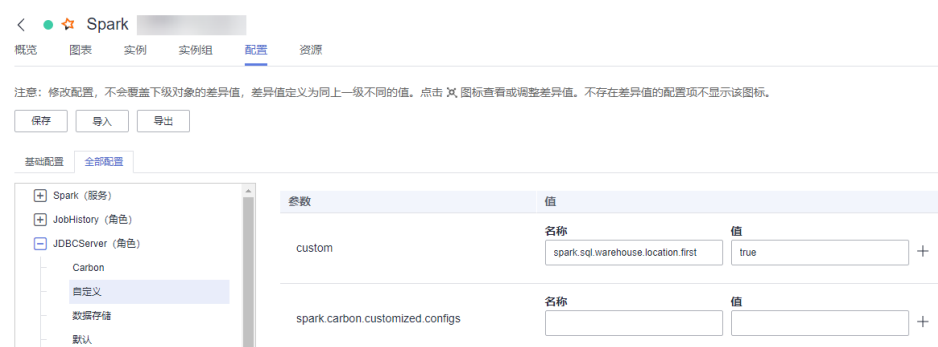 Spark
概览 图表 实例 实例组 配置 资源
注意：修改配置，不会覆盖下级对象的差异值，差异值定义为同上一级不同的值。点击 图标查看或调整差异值。不存在差异值的配置项不显示该图标。
保存 导入 导出
基础配置 全部配置
Spark（服务）
JobHistory（角色）
JDBCServer（角色）
Carbon
自定义
数据存储
默认
参数 值
名称 值
custom spark.sql.warehouse.location.first true
名称 值
spark.carbon.customized.configs